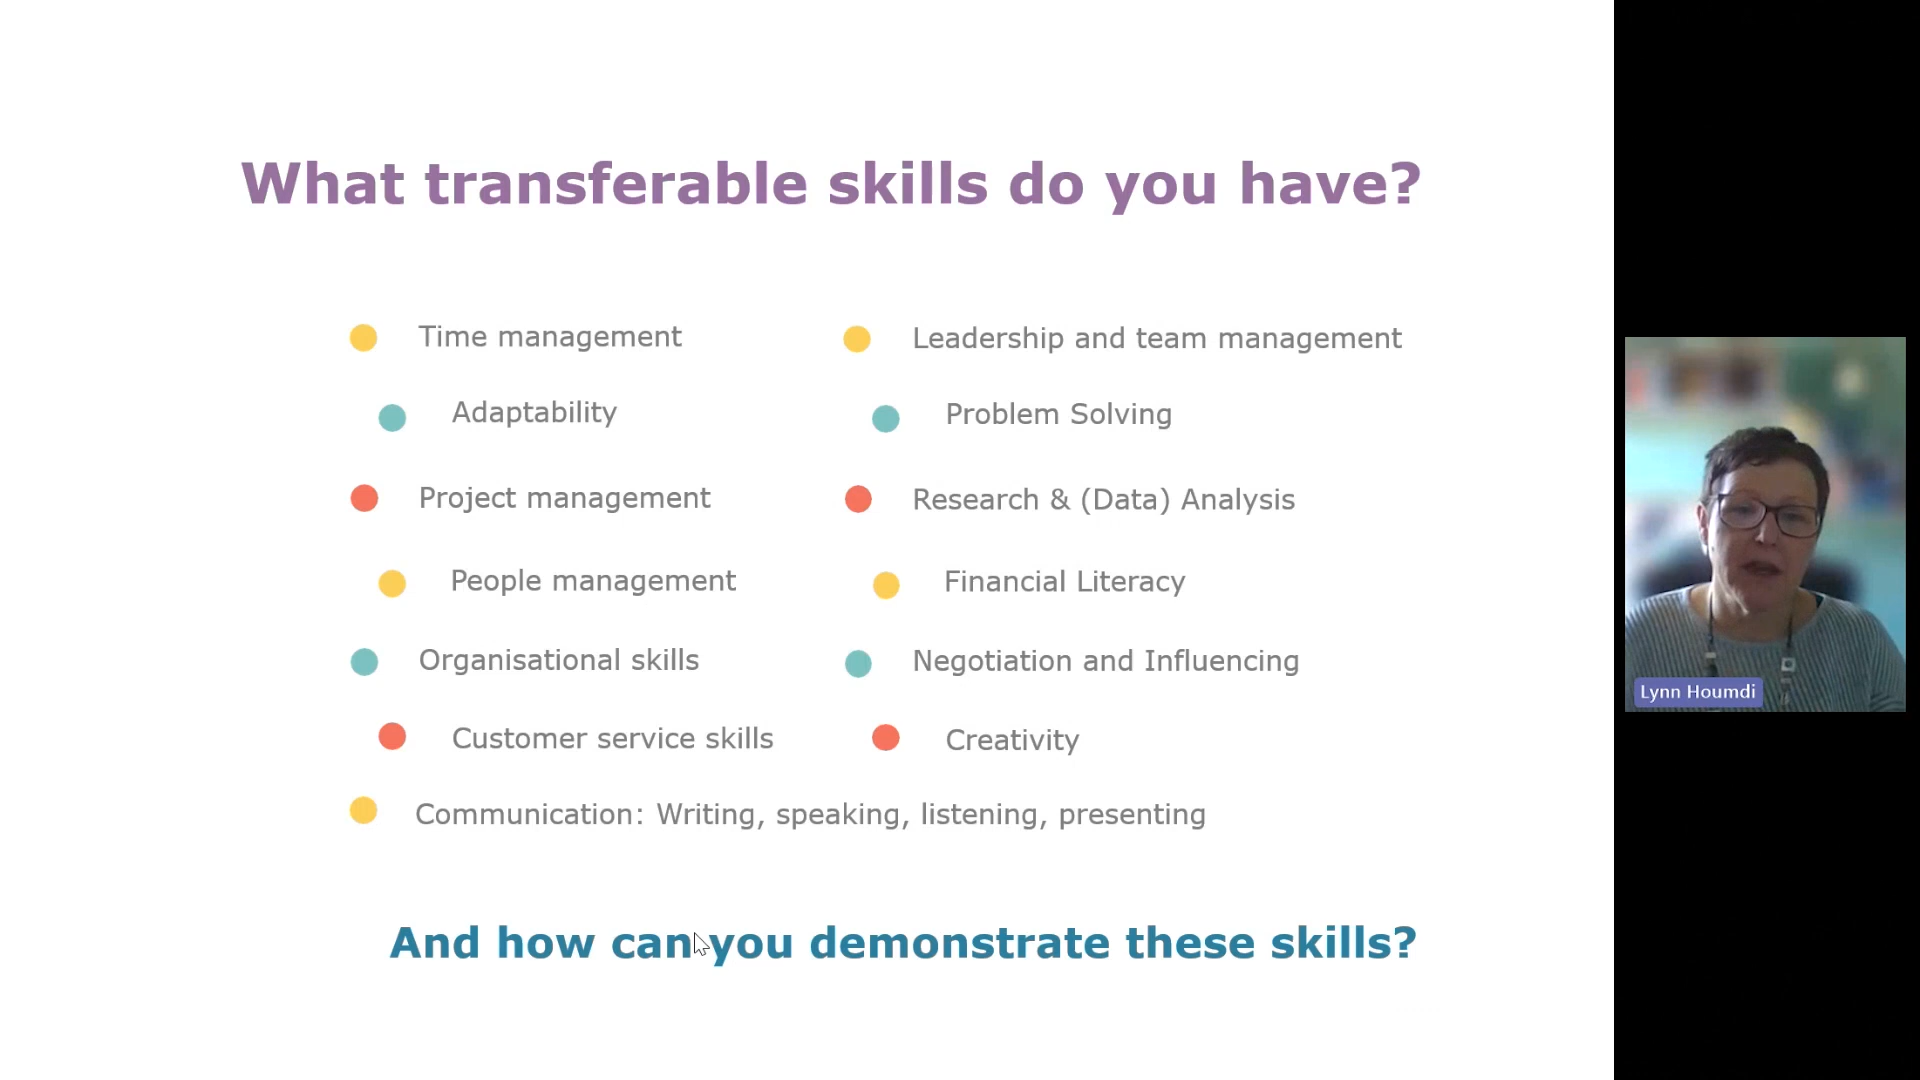 What transferable skills do you have?
Time management
Leadership and team management
Adaptability
Problem Solving
Project management
Research & (Data) Analysis
People management
Financial Literacy
Organisational skills
Negotiation and Influencing
Customer service skills
Creativity
Communication: Writing, speaking, listening, presenting
And how can you demonstrate these skills?
Lynn Houmdi